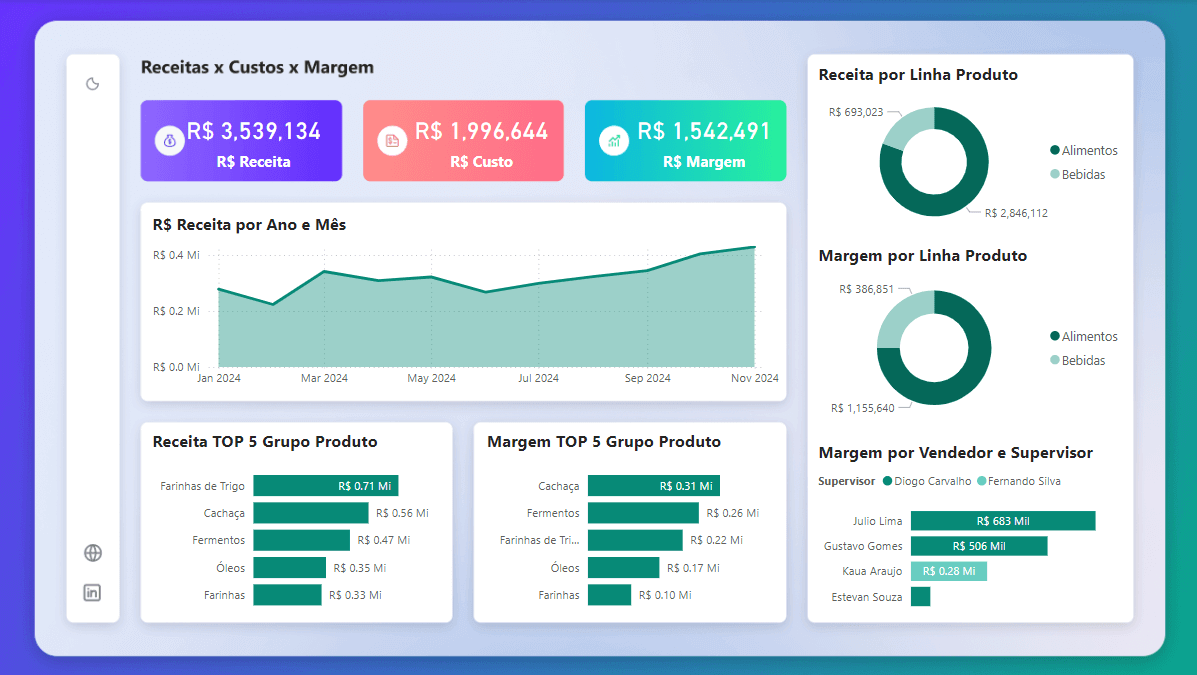 Receitas x Custos x Margem
R$ 3,539,134
R$ Receita
R$ 1,996,644
R$ Custo
R$ 1,542,491
R$ Margem
R$ Receita por Ano e Mês
R$ 0.4 Mi
R$ 0.2 Mi
R$ 0.0 Mi
Jan 2024 Mar 2024 May 2024 Jul 2024 Sep 2024 Nov 2024
Receita TOP 5 Grupo Produto
Farinhas de Trigo R$ 0.71 Mi
Cachaça R$ 0.56 Mi
Fermentos R$ 0.47 Mi
Óleos R$ 0.35 Mi
Farinhas R$ 0.33 Mi
Margem TOP 5 Grupo Produto
Cachaça R$ 0.31 Mi
Fermentos R$ 0.26 Mi
Farinhas de Tri... R$ 0.22 Mi
Óleos R$ 0.17 Mi
Farinhas R$ 0.10 Mi
Receita por Linha Produto
R$ 693,023
Alimentos
Bebidas
R$ 2,846,112
Margem por Linha Produto
R$ 386,851
Alimentos
Bebidas
R$ 1,155,640
Margem por Vendedor e Supervisor
Supervisor Diogo Carvalho Fernando Silva
Julio Lima R$ 683 Mil
Gustavo Gomes R$ 506 Mil
Kaua Araujo R$ 0.28 Mi
Estevan Souza
in